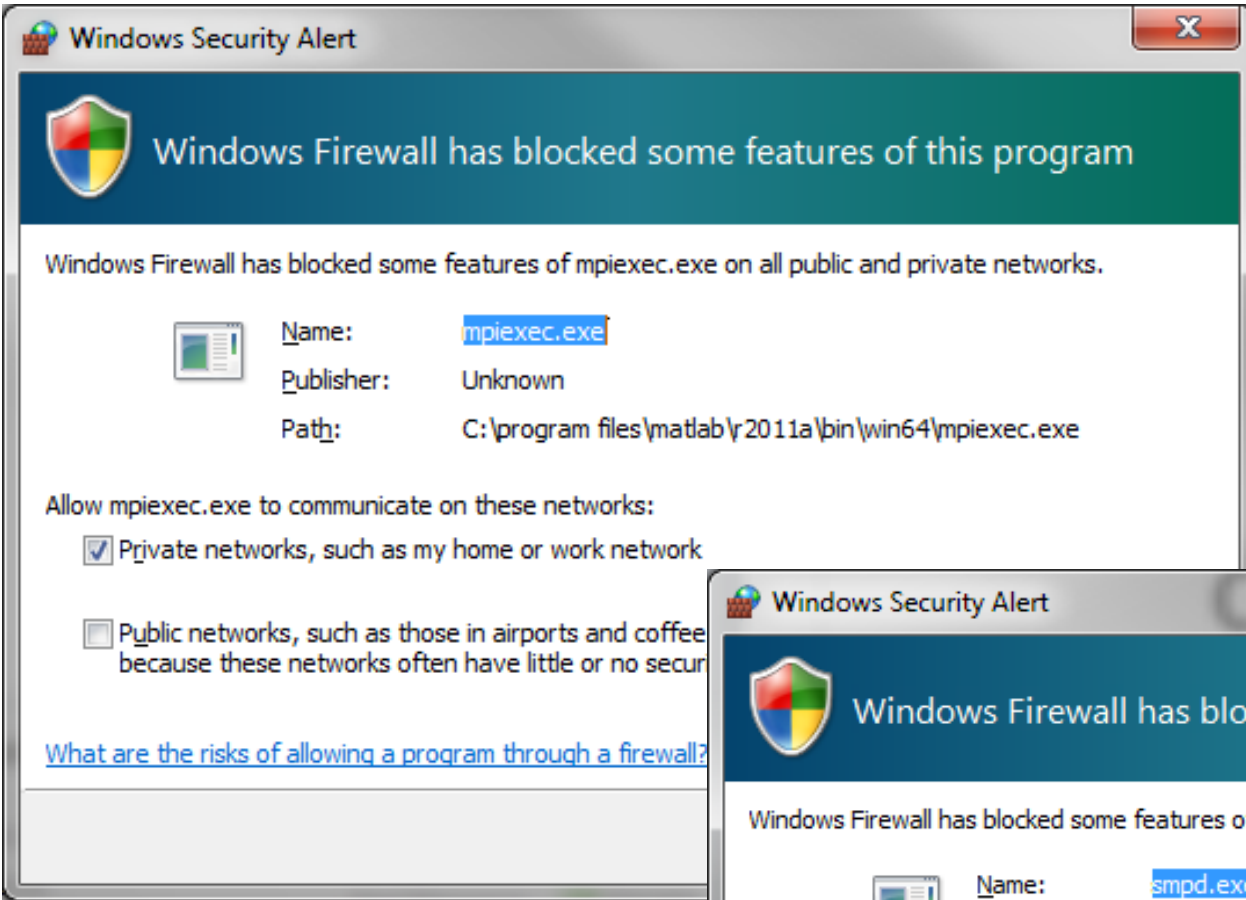 Windows Security Alert
Windows Firewall has blocked some features of this program
Windows Firewall has blocked some features of mpiexec.exe on all public and private networks.
Name: mpiexec.exe
Publisher: Unknown
Path: C:\program files\matlab\r2011a\bin\win64\mpiexec.exe
Allow mpiexec.exe to communicate on these networks:
Private networks, such as my home or work network
Public networks, such as those in airports and coffee
because these networks often have little or no
What are the risks of allowing a program through a firewall?
Windows Security Alert
Windows Firewall has
Windows Firewall has blocked some features
Name: